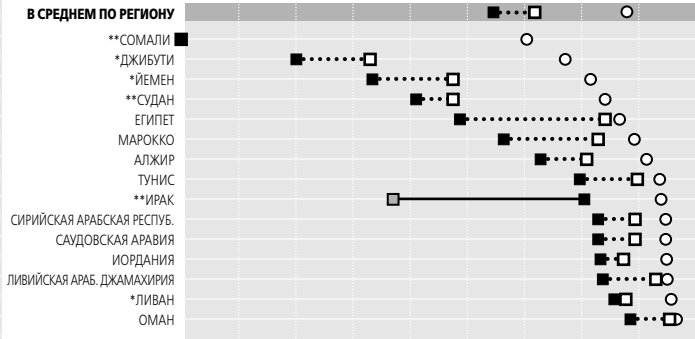 В СРЕДНЕМ ПО РЕГИОНУ
**СОМАЛИ
*ДЖИБУТИ
*ЙЕМЕН
**СУДАН
ЕГИПЕТ
МАРОККО
АЛЖИР
ТУНИС
**ИРАК
СИРИЙСКАЯ АРАБСКАЯ РЕСПУБ.
САУДОВСКАЯ АРАВИЯ
ИОРДАНИЯ
ЛИВИЙСКАЯ АРАБ. ДЖАМАХИРИЯ
*ЛИВАН
ОМАН